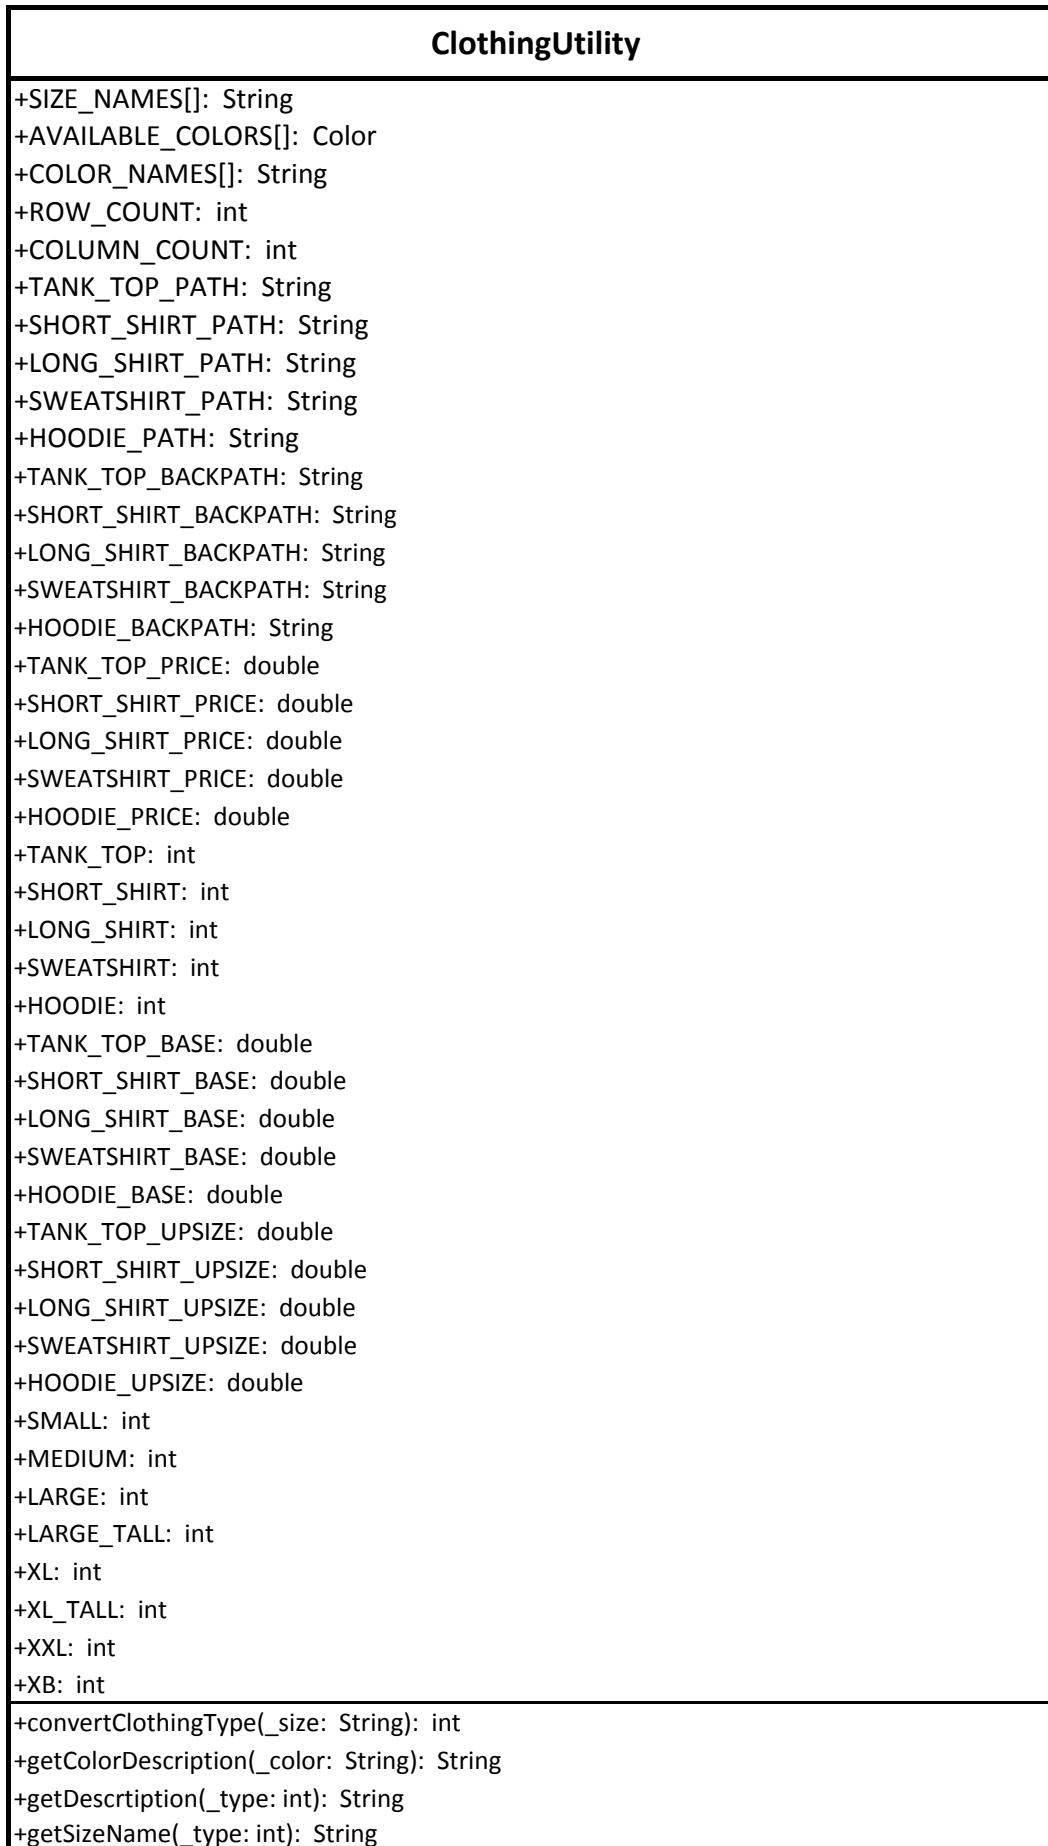 ClothingUtility
+SIZE_NAMES[]: String
+AVAILABLE_COLORS[]: Color
+COLOR_NAMES[]: String
+ROW_COUNT: int
+COLUMN_COUNT: int
+TANK_TOP_PATH: String
+SHORT_SHIRT_PATH: String
+LONG_SHIRT_PATH: String
+SWEATSHIRT_PATH: String
+HOODIE_PATH: String
+TANK_TOP_BACKPATH: String
+SHORT_SHIRT_BACKPATH: String
+LONG_SHIRT_BACKPATH: String
+SWEATSHIRT_BACKPATH: String
+HOODIE_BACKPATH: String
+TANK_TOP_PRICE: double
+SHORT_SHIRT_PRICE: double
+LONG_SHIRT_PRICE: double
+SWEATSHIRT_PRICE: double
+HOODIE_PRICE: double
+TANK_TOP: int
+SHORT_SHIRT: int
+LONG_SHIRT: int
+SWEATSHIRT: int
+HOODIE: int
+TANK_TOP_BASE: double
+SHORT_SHIRT_BASE: double
+LONG_SHIRT_BASE: double
+SWEATSHIRT_BASE: double
+HOODIE_BASE: double
+TANK_TOP_UPSIZE: double
+SHORT_SHIRT_UPSIZE: double
+LONG_SHIRT_UPSIZE: double
+SWEATSHIRT_UPSIZE: double
+HOODIE_UPSIZE: double
+SMALL: int
+MEDIUM: int
+LARGE: int
+LARGE_TALL: int
+XL: int
+XL_TALL: int
+XXL: int
+XB: int
+convertClothingType(_size: String): int
+getColorDescription(_color: String): String
+getDescrtiption(_type: int): String
+getSizeName(_type: int): String